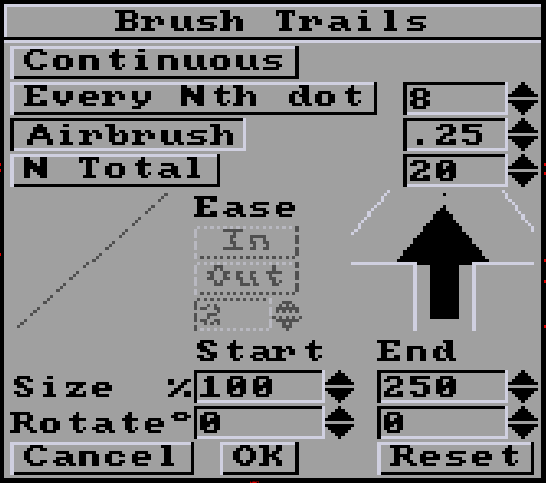 Brush Trails
Continuous
Every Nth dot 8
Airbrush .25
N Total 20
Ease
In
Out
2
Start End
Size % 100 250
Rotate° 0 0
Cancel OK Reset